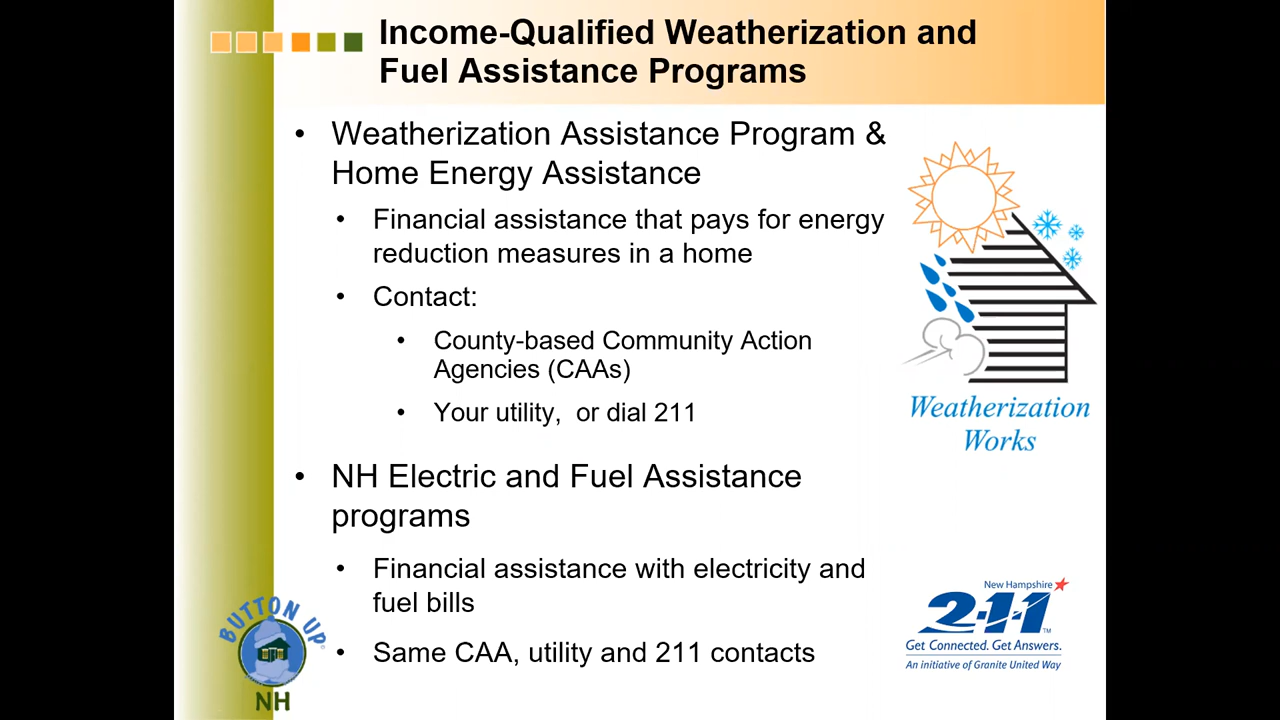 Income-Qualified Weatherization and
Fuel Assistance Programs
• Weatherization Assistance Program &
Home Energy Assistance
• Financial assistance that pays for energy
reduction measures in a home
• Contact:
• County-based Community Action
Agencies (CAAs)
• Your utility,  or dial 211
Weatherization
Works
• NH Electric and Fuel Assistance
programs
• Financial assistance with electricity and
fuel bills
• Same CAA, utility and 211 contacts
BUTTON UP
NH
New Hampshire
2-1-1
TM
Get Connected. Get Answers.
An initiative of Granite United Way